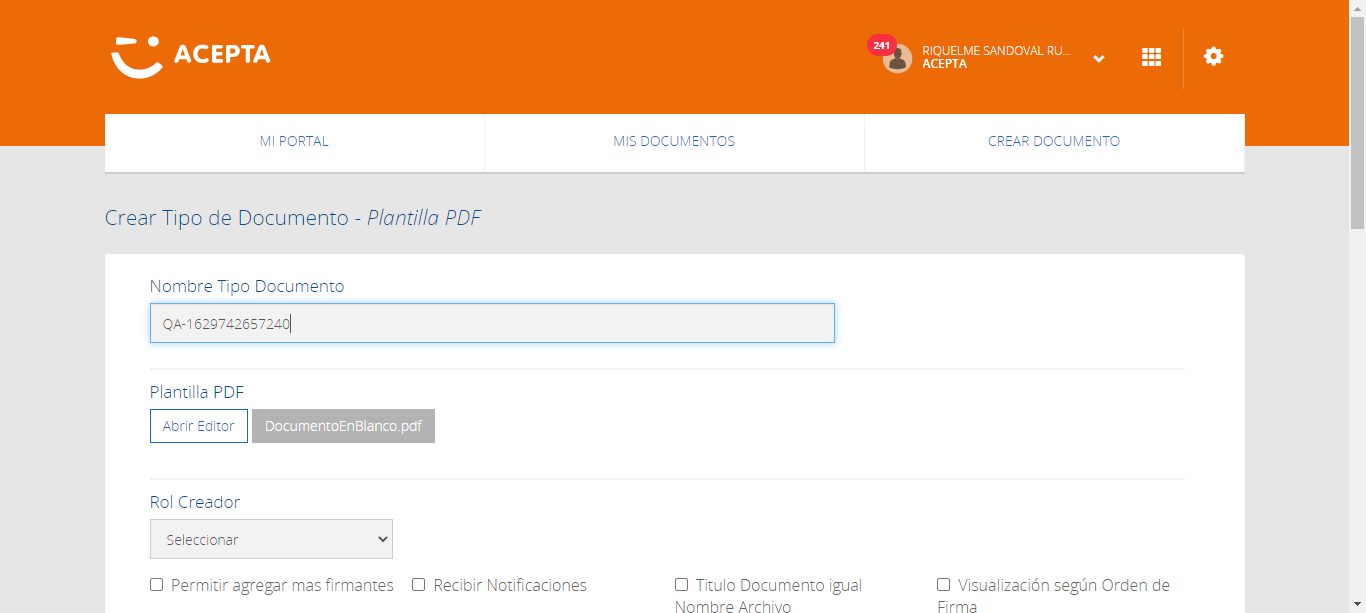 ACEPTA
241
RIQUELME SANDOVAL RU...
ACEPTA
MI PORTAL
MIS DOCUMENTOS
CREAR DOCUMENTO
Crear Tipo de Documento - Plantilla PDF
Nombre Tipo Documento
QA-1629742657240
Plantilla PDF
Abrir Editor
DocumentoEnBlanco.pdf
Rol Creador
Seleccionar
Permitir agregar mas firmantes
Recibir Notificaciones
Titulo Documento igual
Nombre Archivo
Visualización según Orden de
Firma